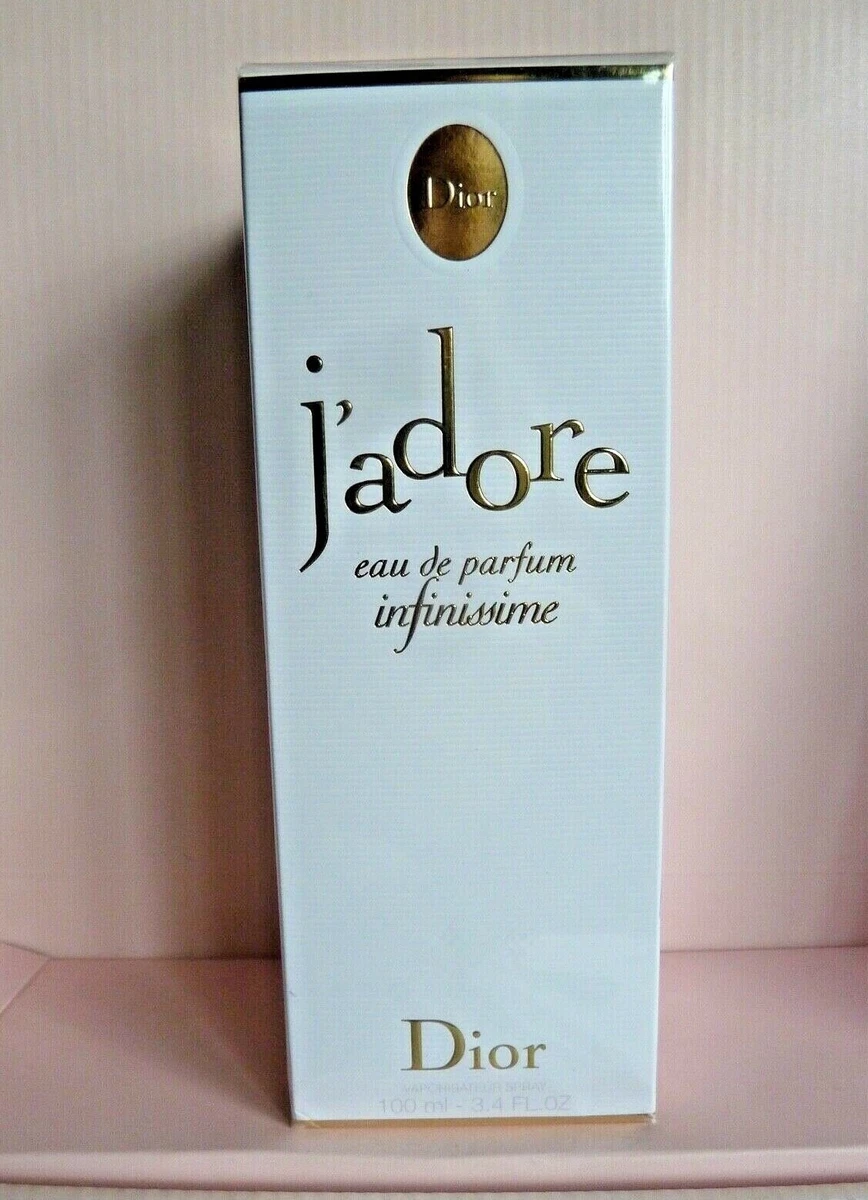 Dior
j'adore
eau de parfum
infinissime
Dior
VAPORISATEUR SPRAY
100 ml - 3.4 FL.OZ